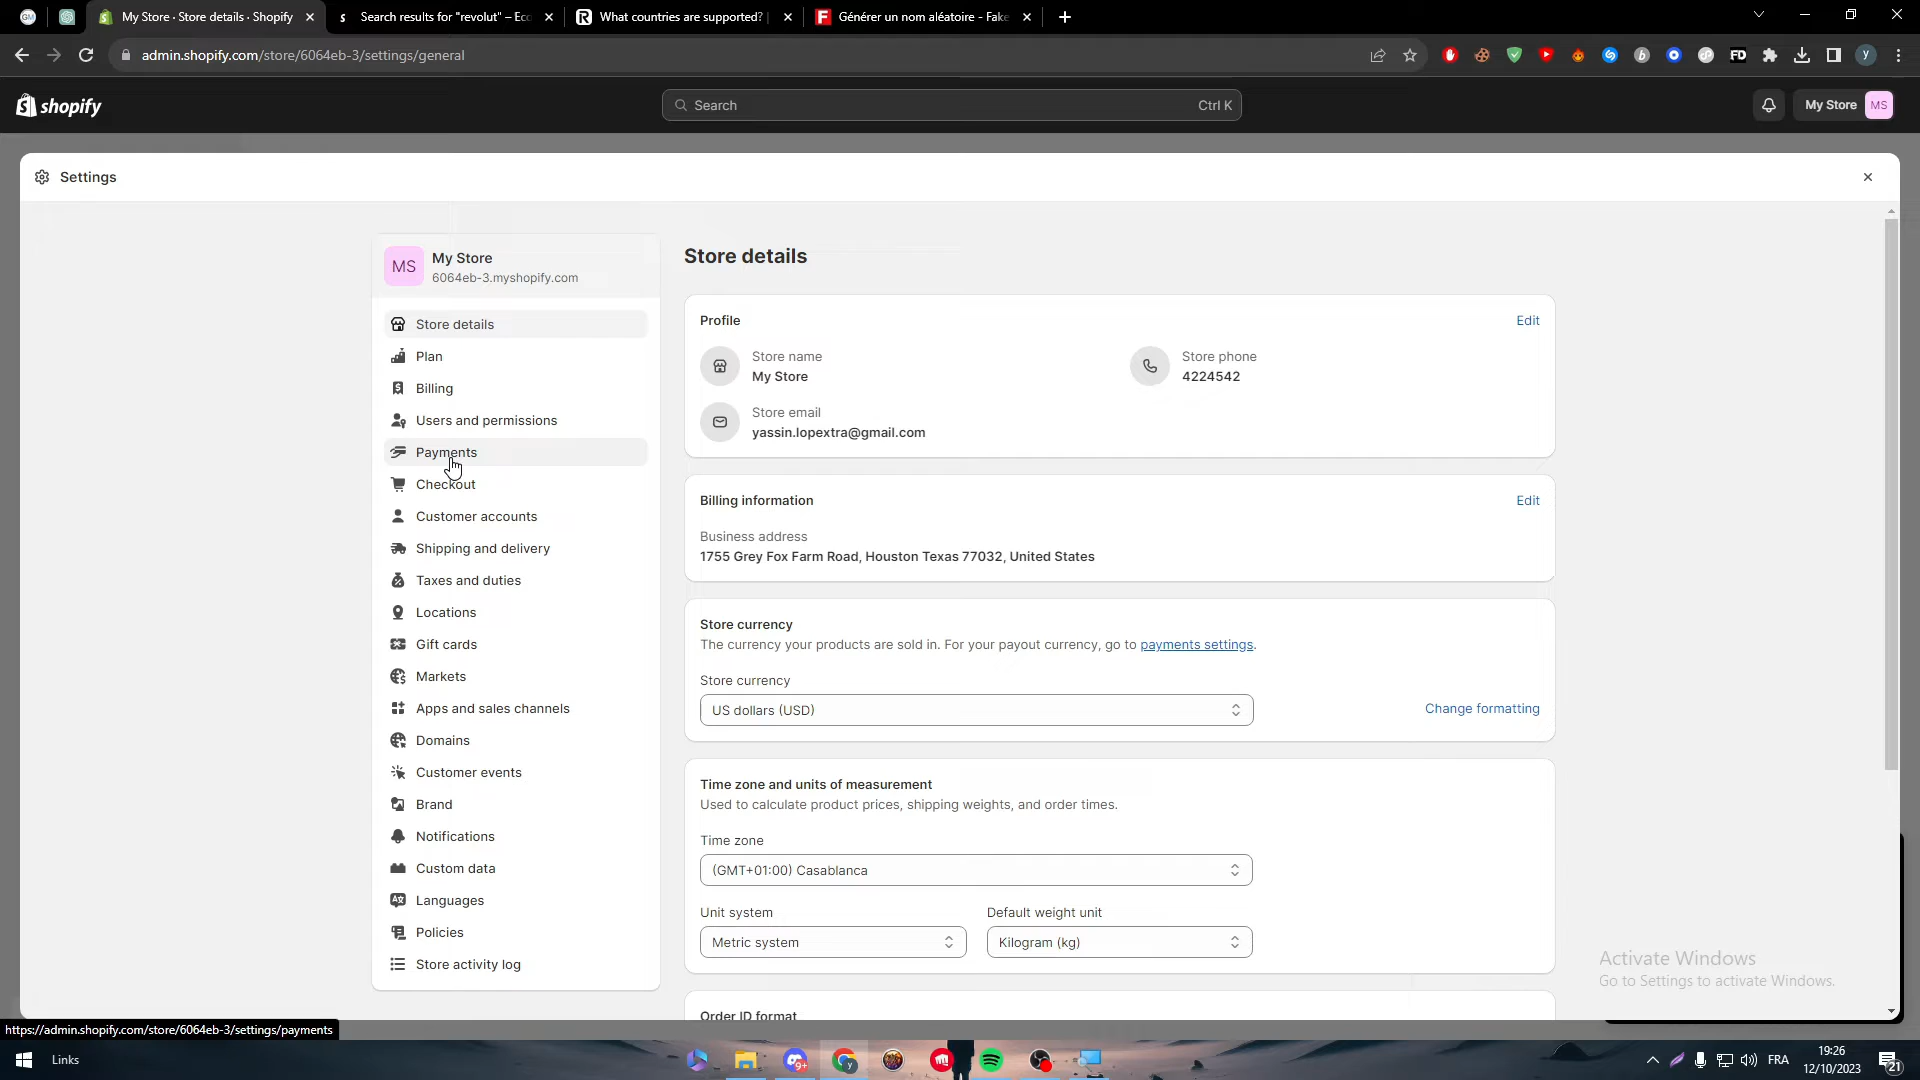 My Store · Store details · Shopify
Search results for "revolut" – Eco
What countries are supported?
Générer un nom aléatoire - Fake
admin.shopify.com/store/6064eb-3/settings/general
shopify
Search
Ctrl K
My Store
MS
Settings
MS
My Store
6064eb-3.myshopify.com
Store details
Plan
Billing
Users and permissions
Payments
Checkout
Customer accounts
Shipping and delivery
Taxes and duties
Locations
Gift cards
Markets
Apps and sales channels
Domains
Customer events
Brand
Notifications
Custom data
Languages
Policies
Store activity log
Store details
Profile
Edit
Store name
My Store
Store phone
4224542
Store email
yassin.lopextra@gmail.com
Billing information
Edit
Business address
1755 Grey Fox Farm Road, Houston Texas 77032, United States
Store currency
The currency your products are sold in. For your payout currency, go to payments settings.
Store currency
US dollars (USD)
Change formatting
Time zone and units of measurement
Used to calculate product prices, shipping weights, and order times.
Time zone
(GMT+01:00) Casablanca
Unit system
Default weight unit
Metric system
Kilogram (kg)
Order ID format
Activate Windows
Go to Settings to activate Windows.
https://admin.shopify.com/store/6064eb-3/settings/payments
Links
FRA
19:26
12/10/2023
21